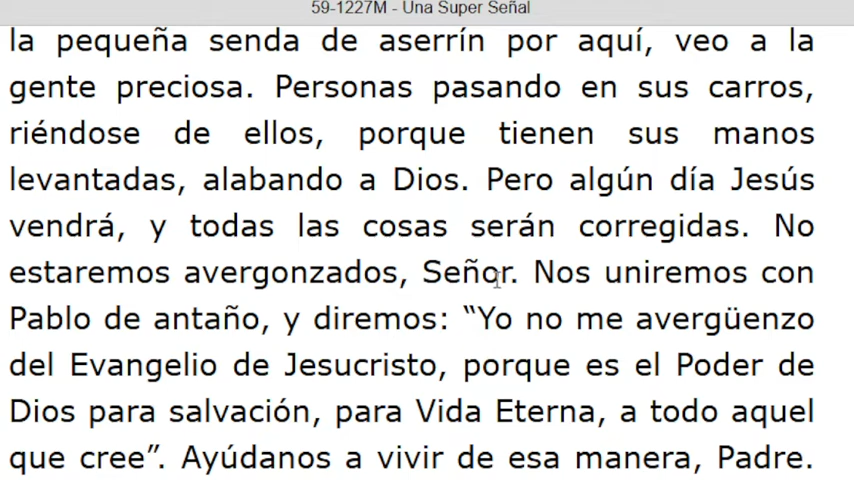 59-1227M - Una Super Señal
la pequeña senda de aserrín por aquí, veo a la
gente preciosa. Personas pasando en sus carros,
riéndose de ellos, porque tienen sus manos
levantadas, alabando a Dios. Pero algún día Jesús
vendrá, y todas las cosas serán corregidas. No
estaremos avergonzados, Señor. Nos uniremos con
Pablo de antaño, y diremos: “Yo no me avergüenzo
del Evangelio de Jesucristo, porque es el Poder de
Dios para salvación, para Vida Eterna, a todo aquel
que cree”. Ayúdanos a vivir de esa manera, Padre.